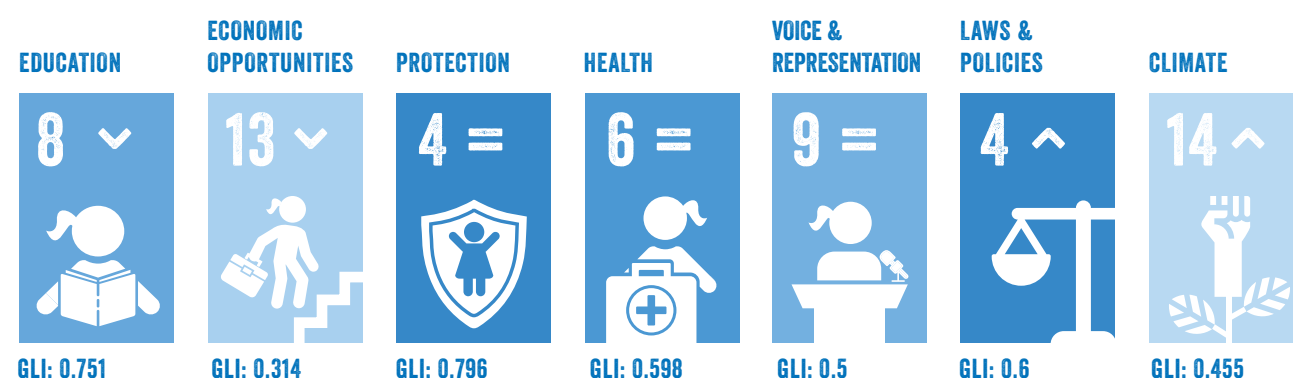 EDUCATION
8
GLI: 0.751
ECONOMIC
OPPORTUNITIES
13
GLI: 0.314
PROTECTION
4 =
GLI: 0.796
HEALTH
6 =
GLI: 0.598
VOICE &
REPRESENTATION
9 =
GLI: 0.5
LAWS &
POLICIES
4
GLI: 0.6
CLIMATE
14
GLI: 0.455